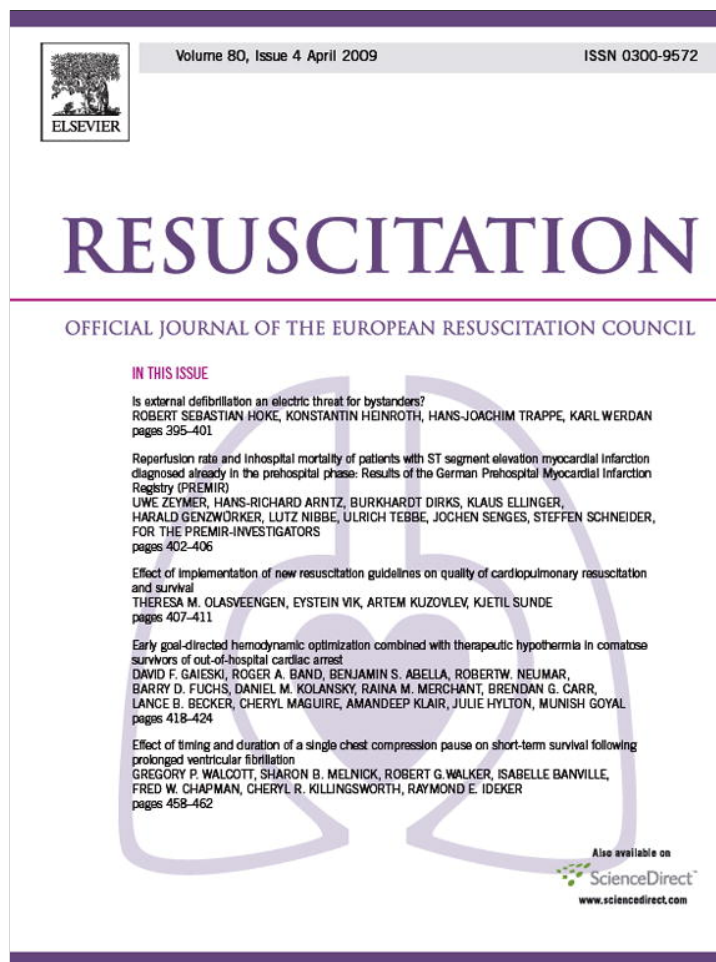 Volume 80, Issue 4 April 2009
ISSN 0300-9572
ELSEVIER
RESUSCITATION
OFFICIAL JOURNAL OF THE EUROPEAN RESUSCITATION COUNCIL
IN THIS ISSUE
Is external defibrillation an electric threat for bystanders?
ROBERT SEBASTIAN HOKE, KONSTANTIN HEINROTH, HANS-JOACHIM TRAPPE, KARL WERDAN
pages 395–401
Reperfusion rate and inhospital mortality of patients with ST segment elevation myocardial infarction
diagnosed already in the prehospital phase: Results of the German Prehospital Myocardial Infarction
Registry (PREMIR)
UWE ZEYMER, HANS-RICHARD ARNTZ, BURKHARDT DIRKS, KLAUS ELLINGER,
HARALD GENZWÜRKER, LUTZ NIBBE, ULRICH TEBBE, JOCHEN SENGES, STEFFEN SCHNEIDER,
FOR THE PREMIR-INVESTIGATORS
pages 402–406
Effect of implementation of new resuscitation guidelines on quality of cardiopulmonary resuscitation
and survival
THERESA M. OLASVEENGEN, EYSTEIN VIK, ARTEM KUZOVLEV, KJETIL SUNDE
pages 407–411
Early goal-directed hemodynamic optimization combined with therapeutic hypothermia in comatose
survivors of out-of-hospital cardiac arrest
DAVID F. GAIESKI, ROGER A. BAND, BENJAMIN S. ABELLA, ROBERTW. NEUMAR,
BARRY D. FUCHS, DANIEL M. KOLANSKY, RAINA M. MERCHANT, BRENDAN G. CARR,
LANCE B. BECKER, CHERYL MAGUIRE, AMANDEEP KLAIR, JULIE HYLTON, MUNISH GOYAL
pages 418–424
Effect of timing and duration of a single chest compression pause on short-term survival following
prolonged ventricular fibrillation
GREGORY P. WALCOTT, SHARON B. MELNICK, ROBERT G.WALKER, ISABELLE BANVILLE,
FRED W. CHAPMAN, CHERYL R. KILLINGSWORTH, RAYMOND E. IDEKER
pages 458–462
Also available on
ScienceDirect™
www.sciencedirect.com